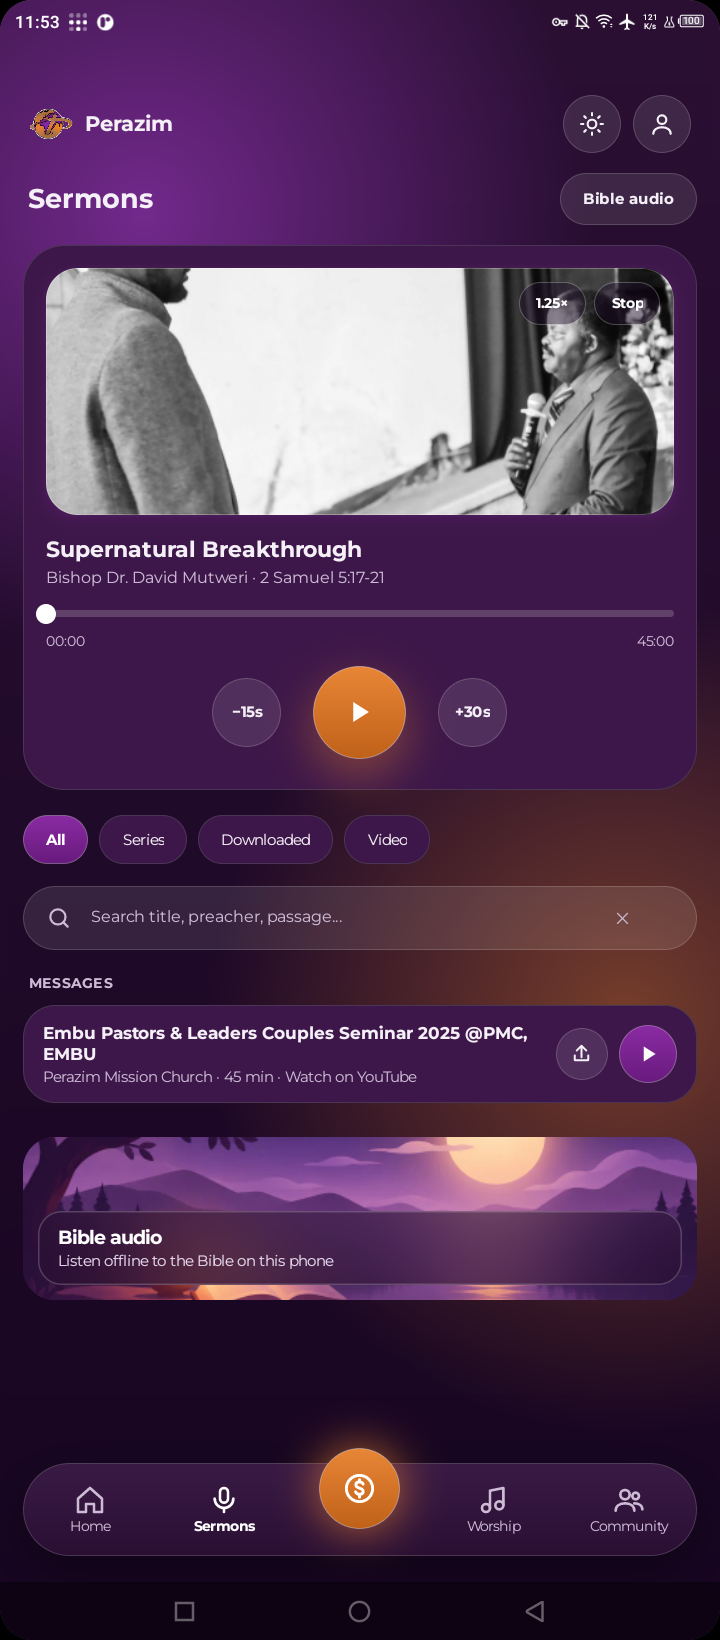 11:53
121
K/s
100
Perazim
Sermons
Bible audio
1.25×
Stop
Supernatural Breakthrough
Bishop Dr. David Mutweri · 2 Samuel 5:17-21
00:00
45:00
−15s
+30s
All
Series
Downloaded
Video
Search title, preacher, passage...
MESSAGES
Embu Pastors & Leaders Couples Seminar 2025 @PMC,
EMBU
Perazim Mission Church · 45 min · Watch on YouTube
Bible audio
Listen offline to the Bible on this phone
Home
Sermons
Worship
Community